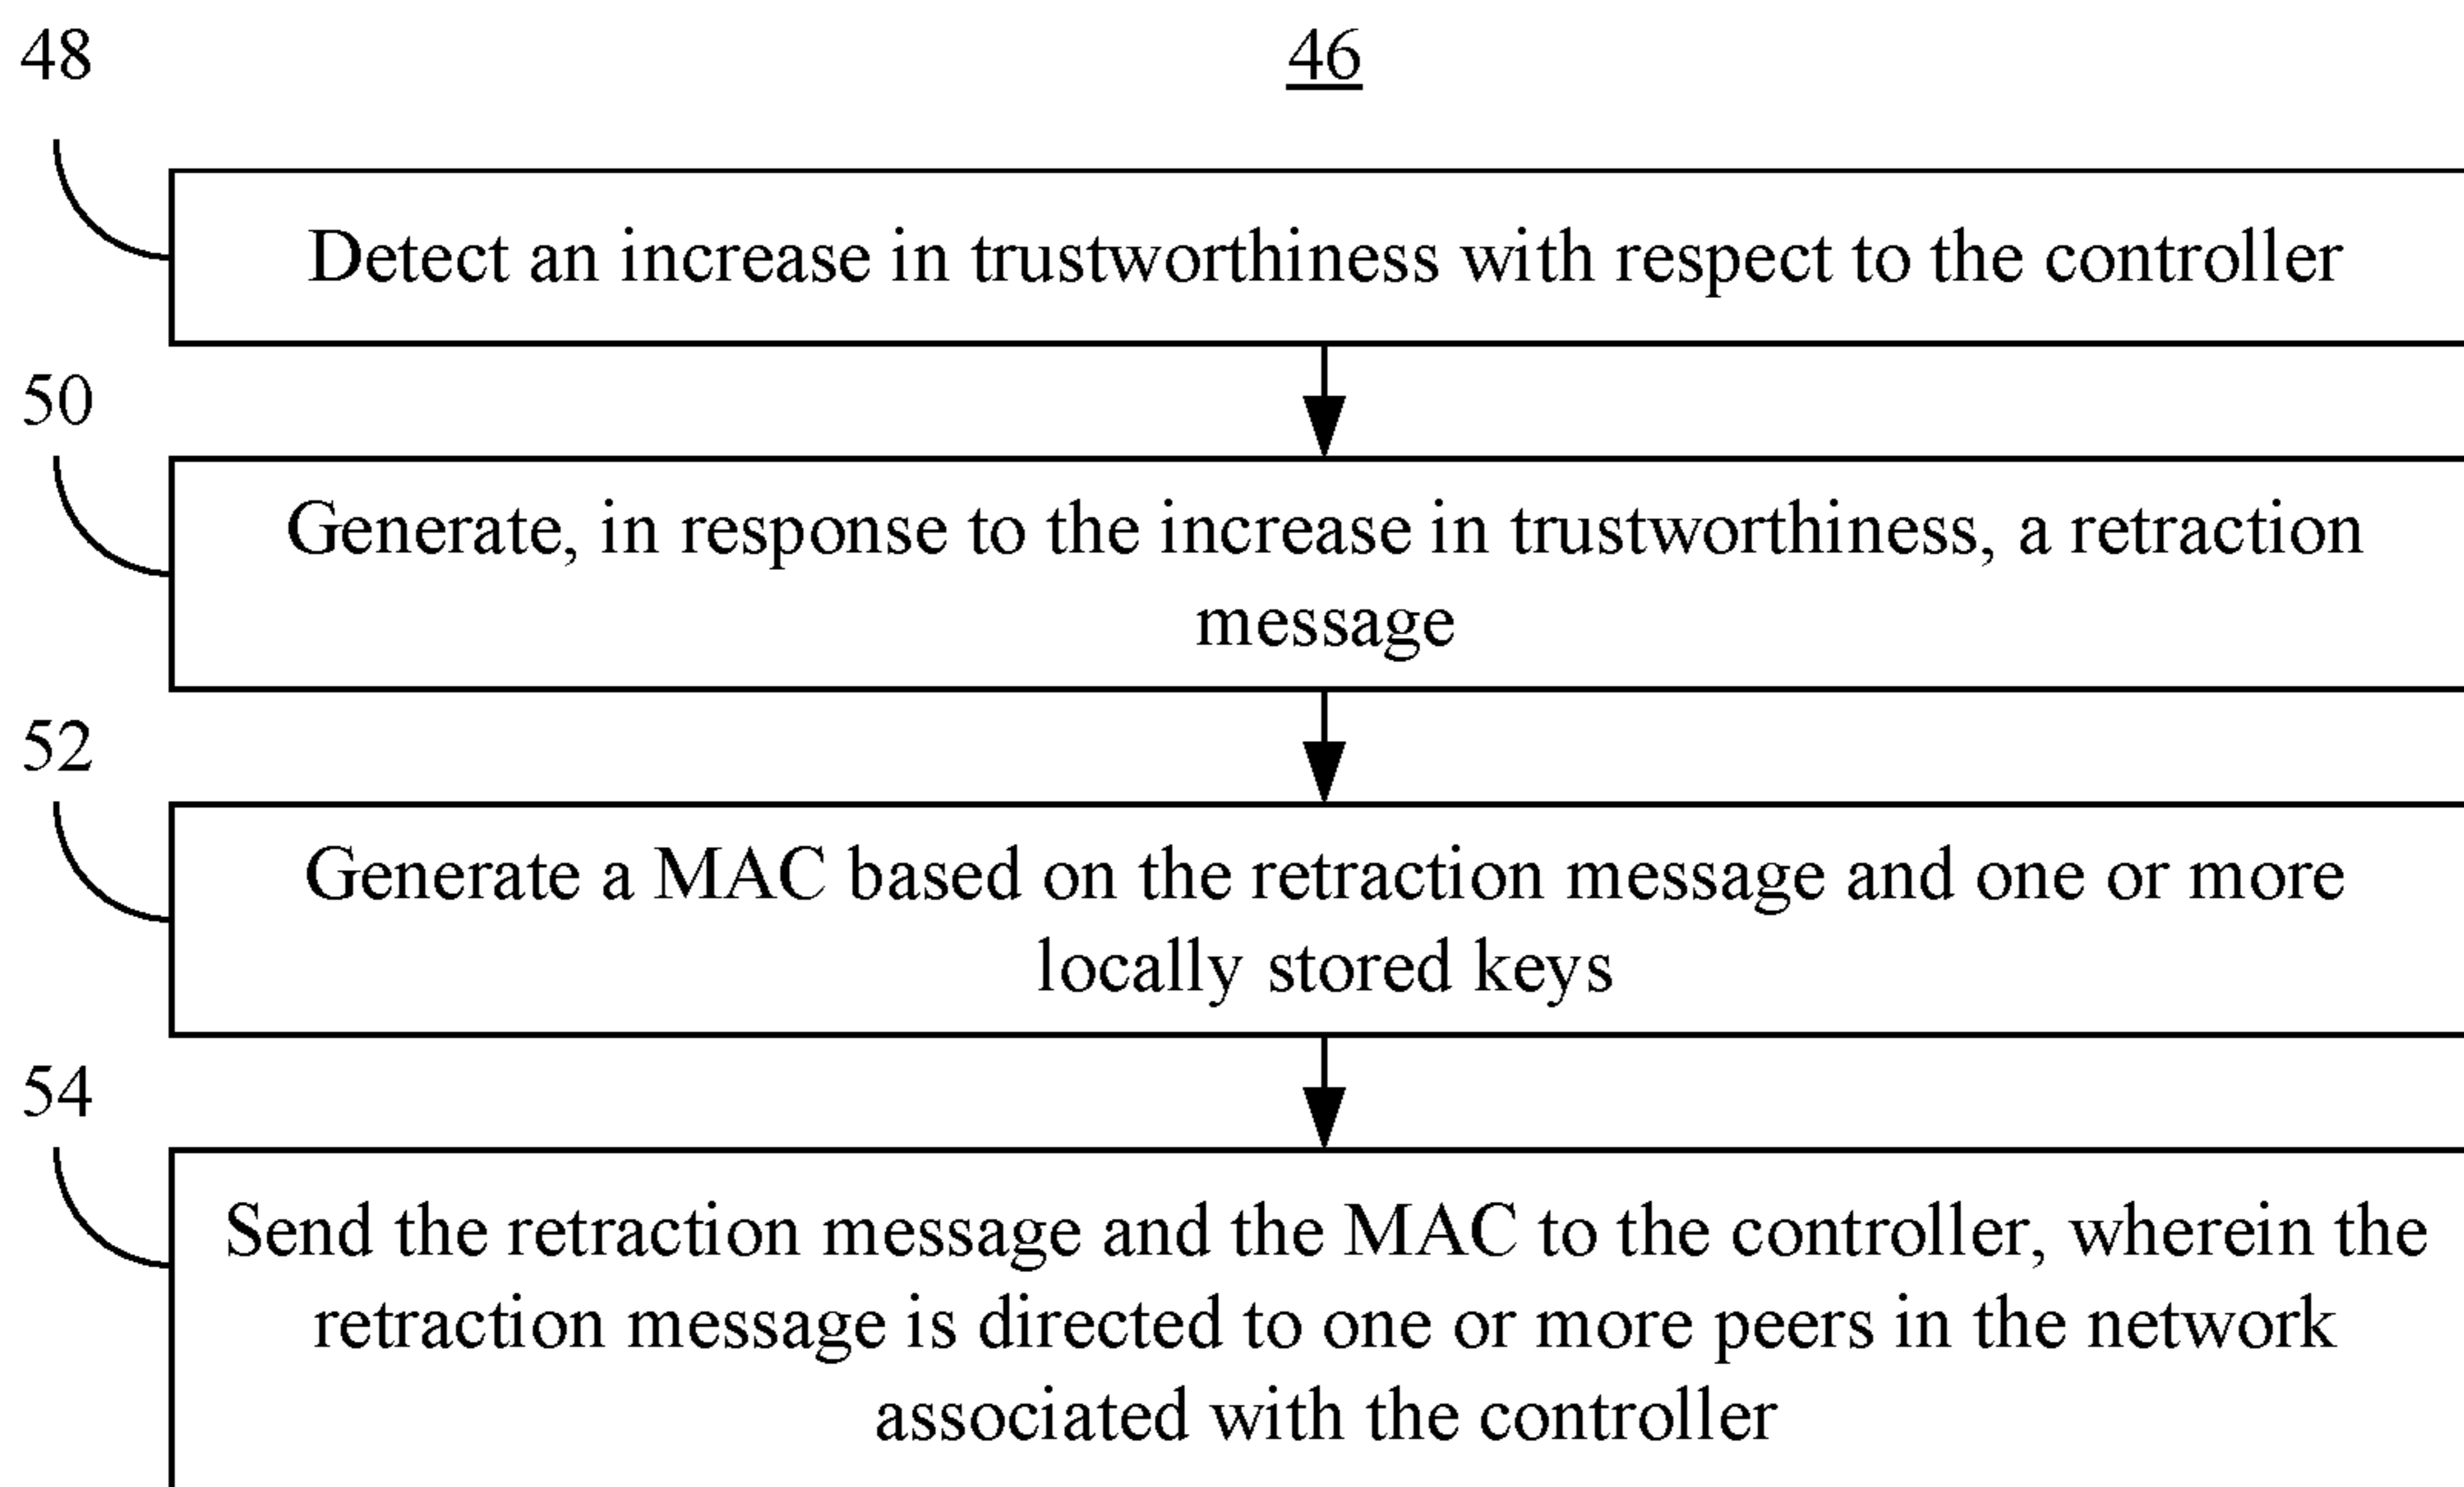 48
46
Detect an increase in trustworthiness with respect to the controller
50
Generate, in response to the increase in trustworthiness, a retraction
message
52
Generate a MAC based on the retraction message and one or more
locally stored keys
54
Send the retraction message and the MAC to the controller, wherein the
retraction message is directed to one or more peers in the network
associated with the controller